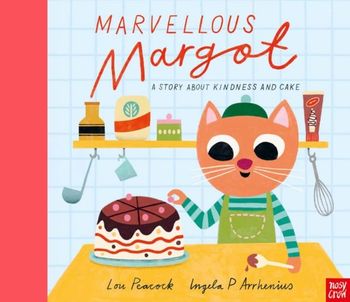 MARVELLOUS
Margot
A STORY ABOUT KINDNESS AND CAKE
Lou Peacock Ingela P Arrhenius
nosy
crow